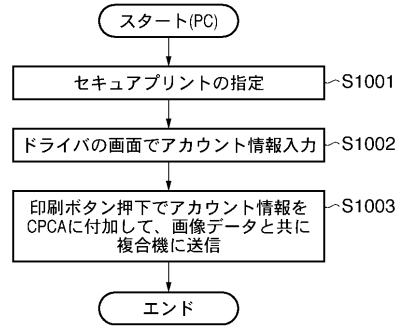 スタート(PC)
セキュアプリントの指定
S1001
ドライバの画面でアカウント情報入力
S1002
印刷ボタン押下でアカウント情報を
S1003
CPCAに付加して、画像データと共に
複合機に送信
エンド